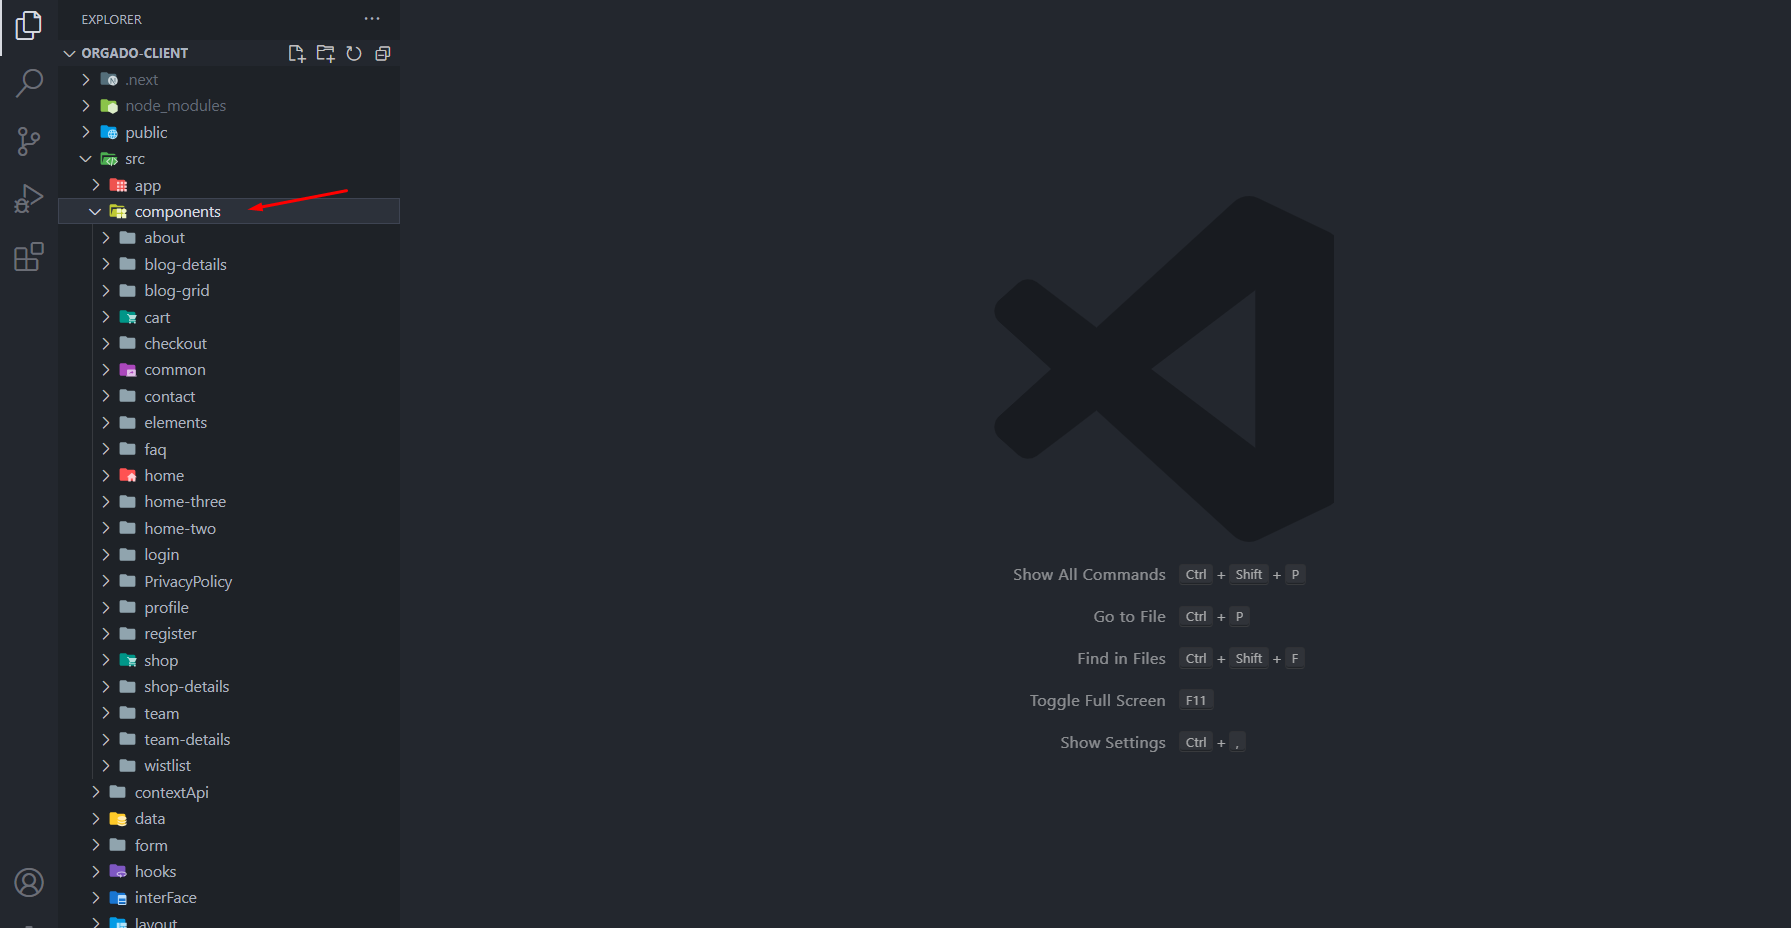 EXPLORER
ORGADO-CLIENT
.next
node_modules
public
src
app
components
about
blog-details
blog-grid
cart
checkout
common
contact
elements
faq
home
home-three
home-two
login
PrivacyPolicy
profile
register
shop
shop-details
team
team-details
wistlist
contextApi
data
form
hooks
interFace
layout
Show All Commands Ctrl + Shift + P
Go to File Ctrl + P
Find in Files Ctrl + Shift + F
Toggle Full Screen F11
Show Settings Ctrl + ,